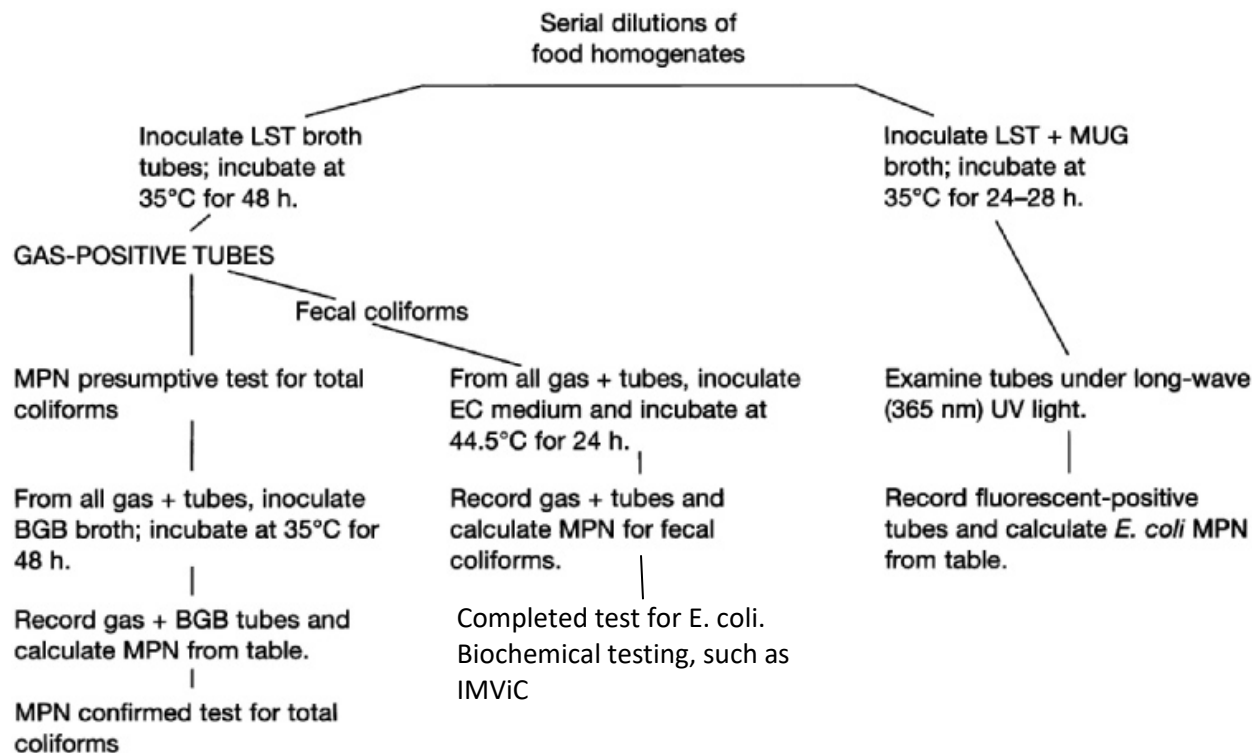 Serial dilutions of
food homogenates
Inoculate LST broth
tubes; incubate at
35°C for 48 h.
Inoculate LST + MUG
broth; incubate at
35°C for 24–28 h.
GAS-POSITIVE TUBES
Fecal coliforms
MPN presumptive test for total
coliforms
From all gas + tubes, inoculate
EC medium and incubate at
44.5°C for 24 h.
Examine tubes under long-wave
(365 nm) UV light.
From all gas + tubes, inoculate
BGB broth; incubate at 35°C for
48 h.
Record gas + tubes and
calculate MPN for fecal
coliforms.
Record fluorescent-positive
tubes and calculate E. coli MPN
from table.
Record gas + BGB tubes and
calculate MPN from table.
Completed test for E. coli.
Biochemical testing, such as
IMViC
MPN confirmed test for total
coliforms